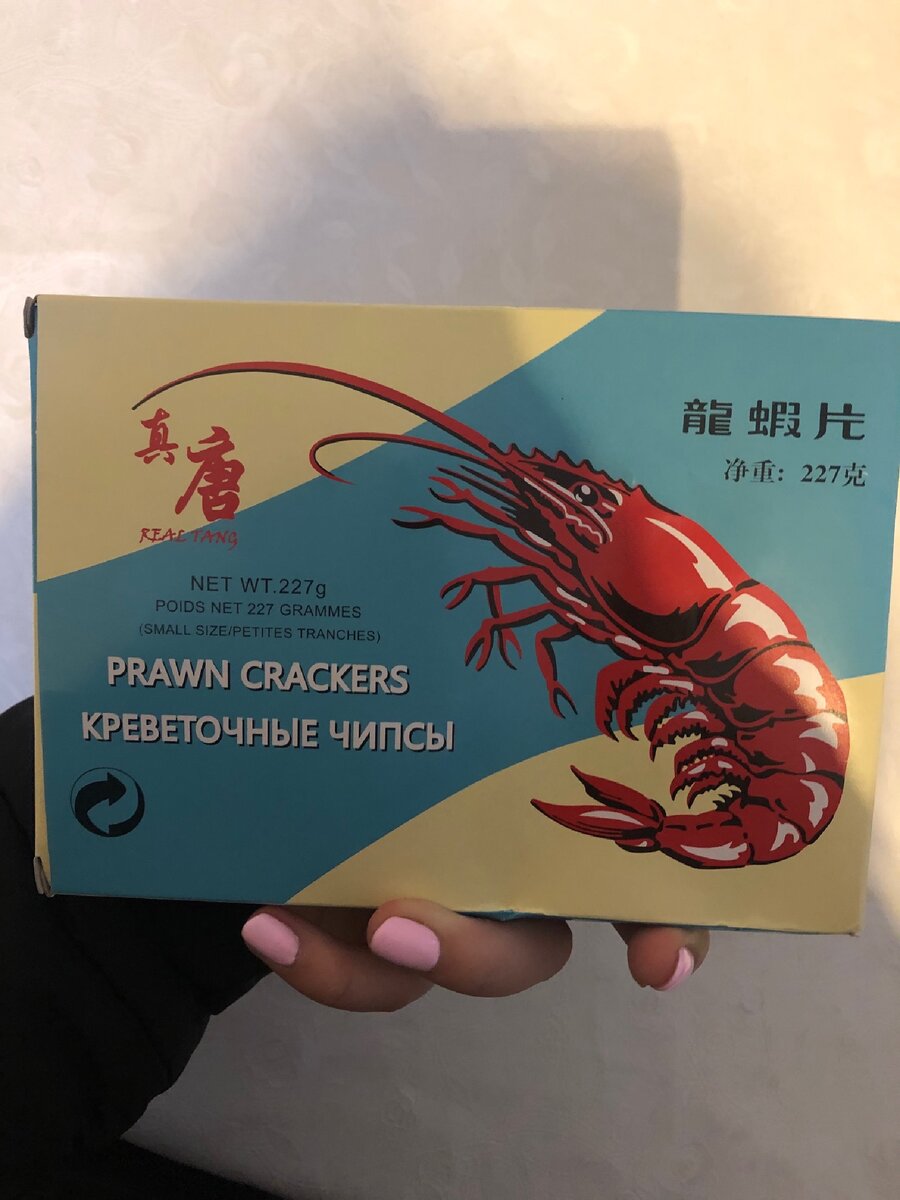 真唐
REAL TANG
龍蝦片
净重: 227克
NET WT.227g
POIDS NET 227 GRAMMES
(SMALL SIZE/PETITES TRANCHES)
PRAWN CRACKERS
КРЕВЕТОЧНЫЕ ЧИПСЫ